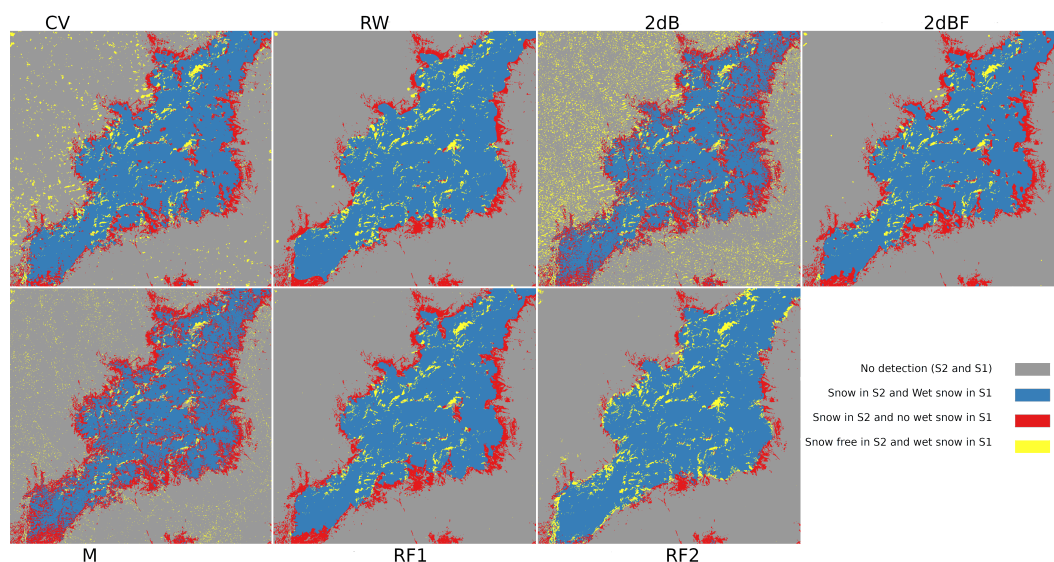 CV
RW
2dB
2dBF
No detection (S2 and S1)
Snow in S2 and Wet snow in S1
Snow in S2 and no wet snow in S1
Snow free in S2 and wet snow in S1
M
RF1
RF2